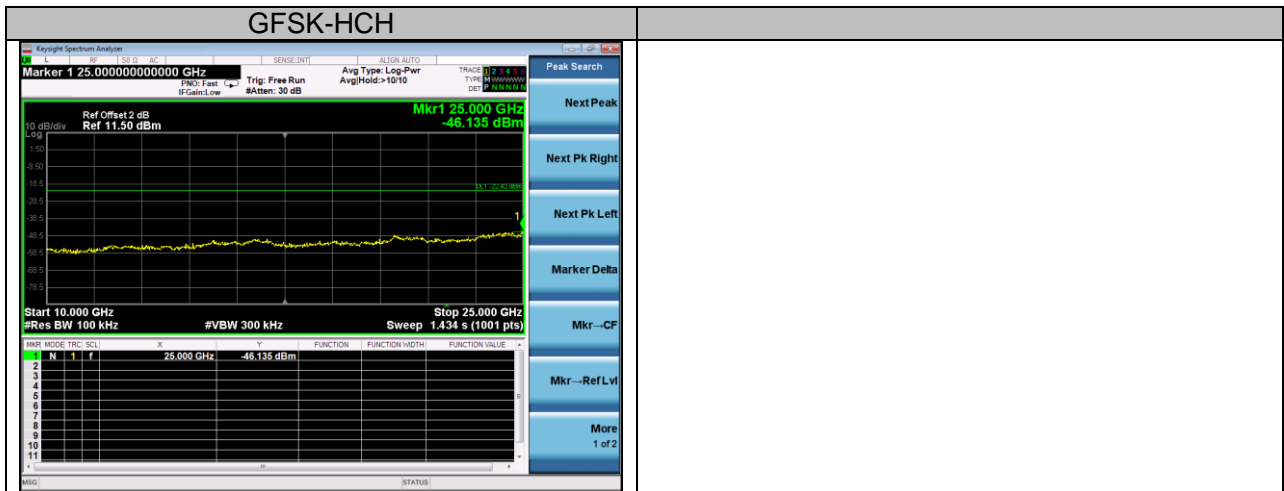 GFSK-HCH
Keysight Spectrum Analyzer
L RF 50 Ω AC SENSE:INT ALIGN AUTO
Marker 1 25.000000000000 GHz
PNO: Fast
IFGain:Low
Trig: Free Run
#Atten: 30 dB
Avg Type: Log-Pwr
Avg|Hold:>10/10
TRACE 1 2 3 4 5 6
TYPE M WWWWW
DET P N N N N N
Peak Search
Mkr1 25.000 GHz
-46.135 dBm
Ref Offset 2 dB
10 dB/div Ref 11.50 dBm
Log
1.50
-8.50
-18.5
DL1 -22.82 dBm
-28.5
-38.5
1
-48.5
-58.5
-68.5
-78.5
Start 10.000 GHz Stop 25.000 GHz
#Res BW 100 kHz #VBW 300 kHz Sweep 1.434 s (1001 pts)
MKR MODE TRC SCL X Y FUNCTION FUNCTION WIDTH FUNCTION VALUE
1 N 1 f 25.000 GHz -46.135 dBm
2
3
4
5
6
7
8
9
10
11
MSG STATUS
Next Peak
Next Pk Right
Next Pk Left
Marker Delta
Mkr→CF
Mkr→Ref Lvl
More
1 of 2